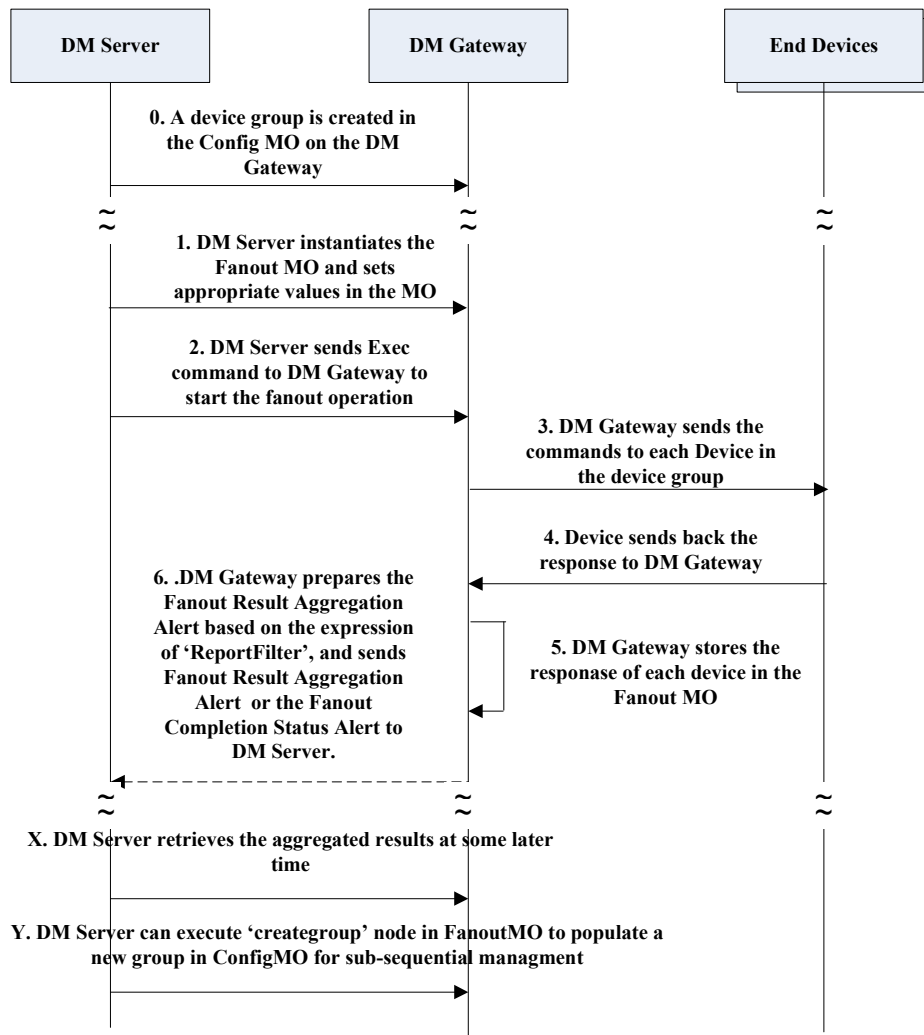 DM Server
DM Gateway
End Devices
0. A device group is created in
the Config MO on the DM
Gateway
1. DM Server instantiates the
Fanout MO and sets
appropriate values in the MO
2. DM Server sends Exec
command to DM Gateway to
start the fanout operation
3. DM Gateway sends the
commands to each Device in
the device group
4. Device sends back the
response to DM Gateway
5. DM Gateway stores the
responase of each device in the
Fanout MO
6. .DM Gateway prepares the
Fanout Result Aggregation
Alert based on the expression
of ‘ReportFilter’, and sends
Fanout Result Aggregation
Alert or the Fanout
Completion Status Alert to
DM Server.
X. DM Server retrieves the aggregated results at some later
time
Y. DM Server can execute ‘creategroup’ node in FanoutMO to populate a
new group in ConfigMO for sub-sequential managment